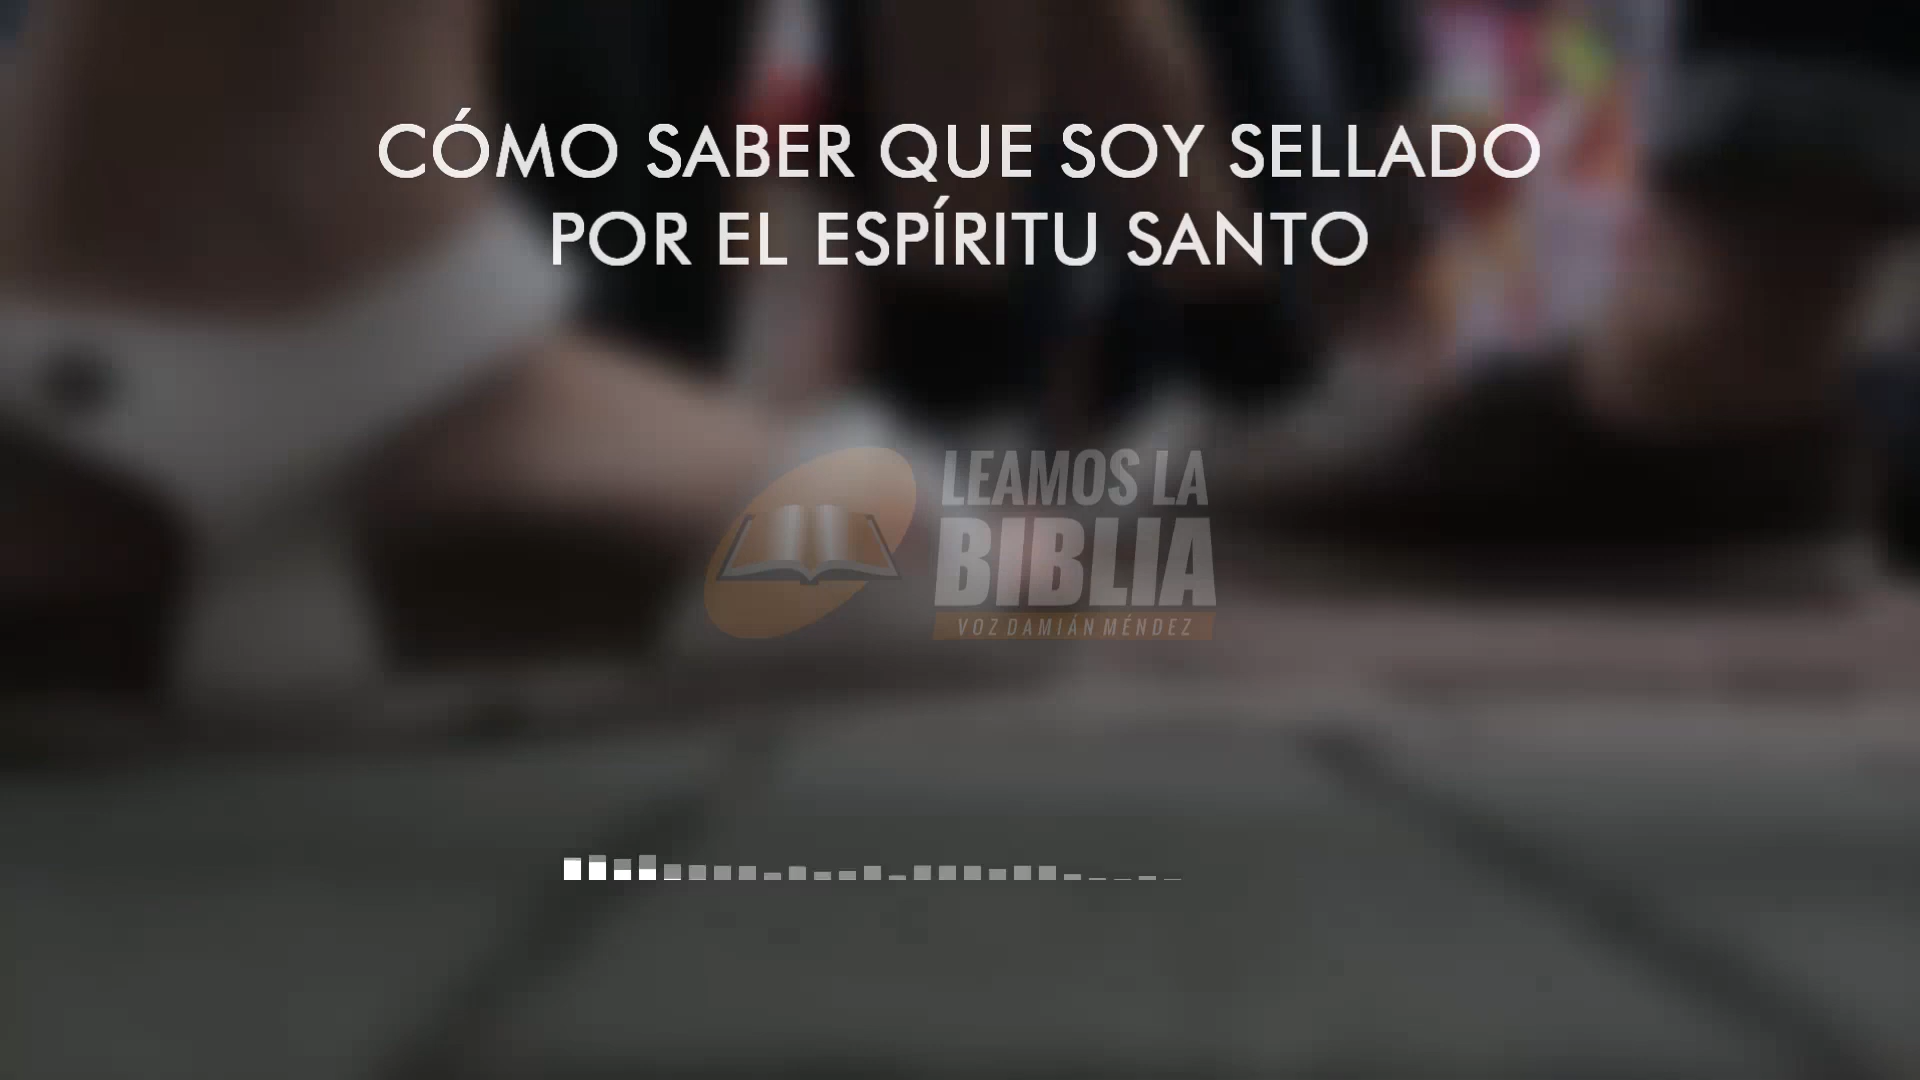 CÓMO SABER QUE SOY SELLADO
POR EL ESPÍRITU SANTO
LEAMOS LA
BIBLIA
VOZ DAMIÁN MÉNDEZ